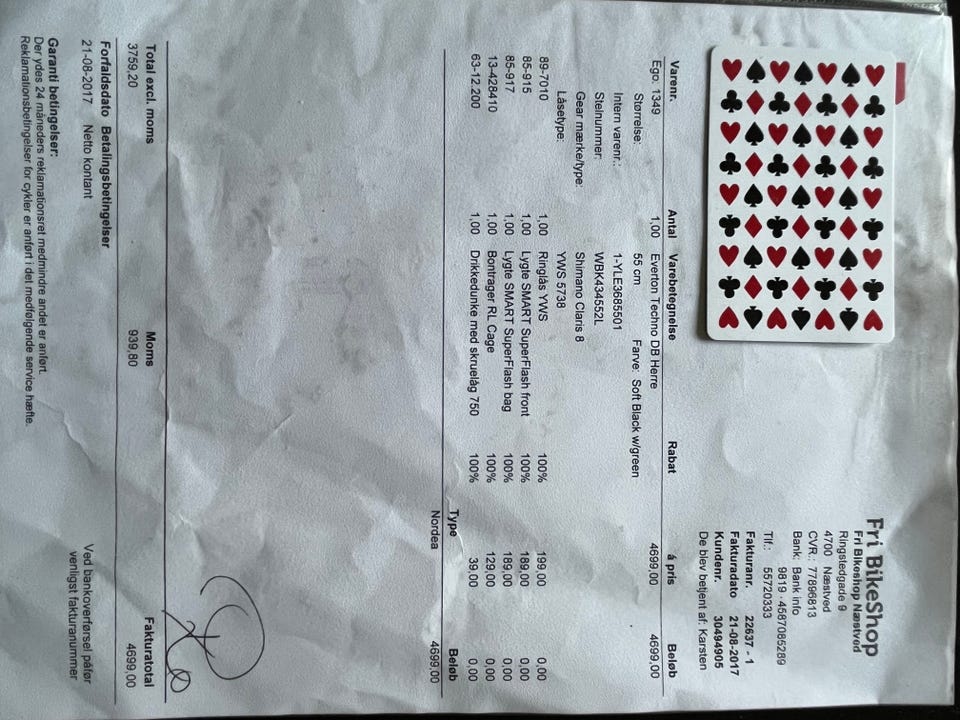 Fri BikeShop
Fri Bikeshop Næstved
Ringstedgade 9
4700 Næstved
CVR.: 77896813
Bank: Bank info
9819 - 4587085289
Tlf.: 55720333
Fakturanr. 22637 - 1
Fakturadato 21-08-2017
Kundenr. 30494905
De blev betjent af: Karsten
Varenr. Antal Varebetegnelse Rabat á pris Beløb
Ego. 1349 1,00 Everton Techno DB Herre 4699,00 4699,00
Størrelse: 55 cm Farve: Soft Black w/green
Intern varenr.: 1-YLE3685501
Stelnummer: WBK434552L
Gear mærke/type: Shimano Claris 8
Låsetype: YWS 5738
89-7010 1,00 Ringlås YWS 100% 199,00 0,00
85-915 1,00 Lygte SMART SuperFlash front 100% 189,00 0,00
85-917 1,00 Lygte SMART SuperFlash bag 100% 189,00 0,00
13-428410 1,00 Bontrager RL Cage 100% 129,00 0,00
63-12.200 1,00 Drikkedunke med skruelåg 750 100% 39,00 0,00
Type Beløb
Nordea 4699,00
Total excl. moms Moms Fakturatotal
3759,20 939,80 4699,00
Forfaldsdato Betalingsbetingelser
21-08-2017 Netto kontant
Ved bankoverførsel påfør
venligst fakturanummer
Garanti betingelser:
Der ydes 24 måneders reklamationsret medmindre andet er anført.
Reklamationsbetingelser for cykler er anført i det medfølgende service hæfte.